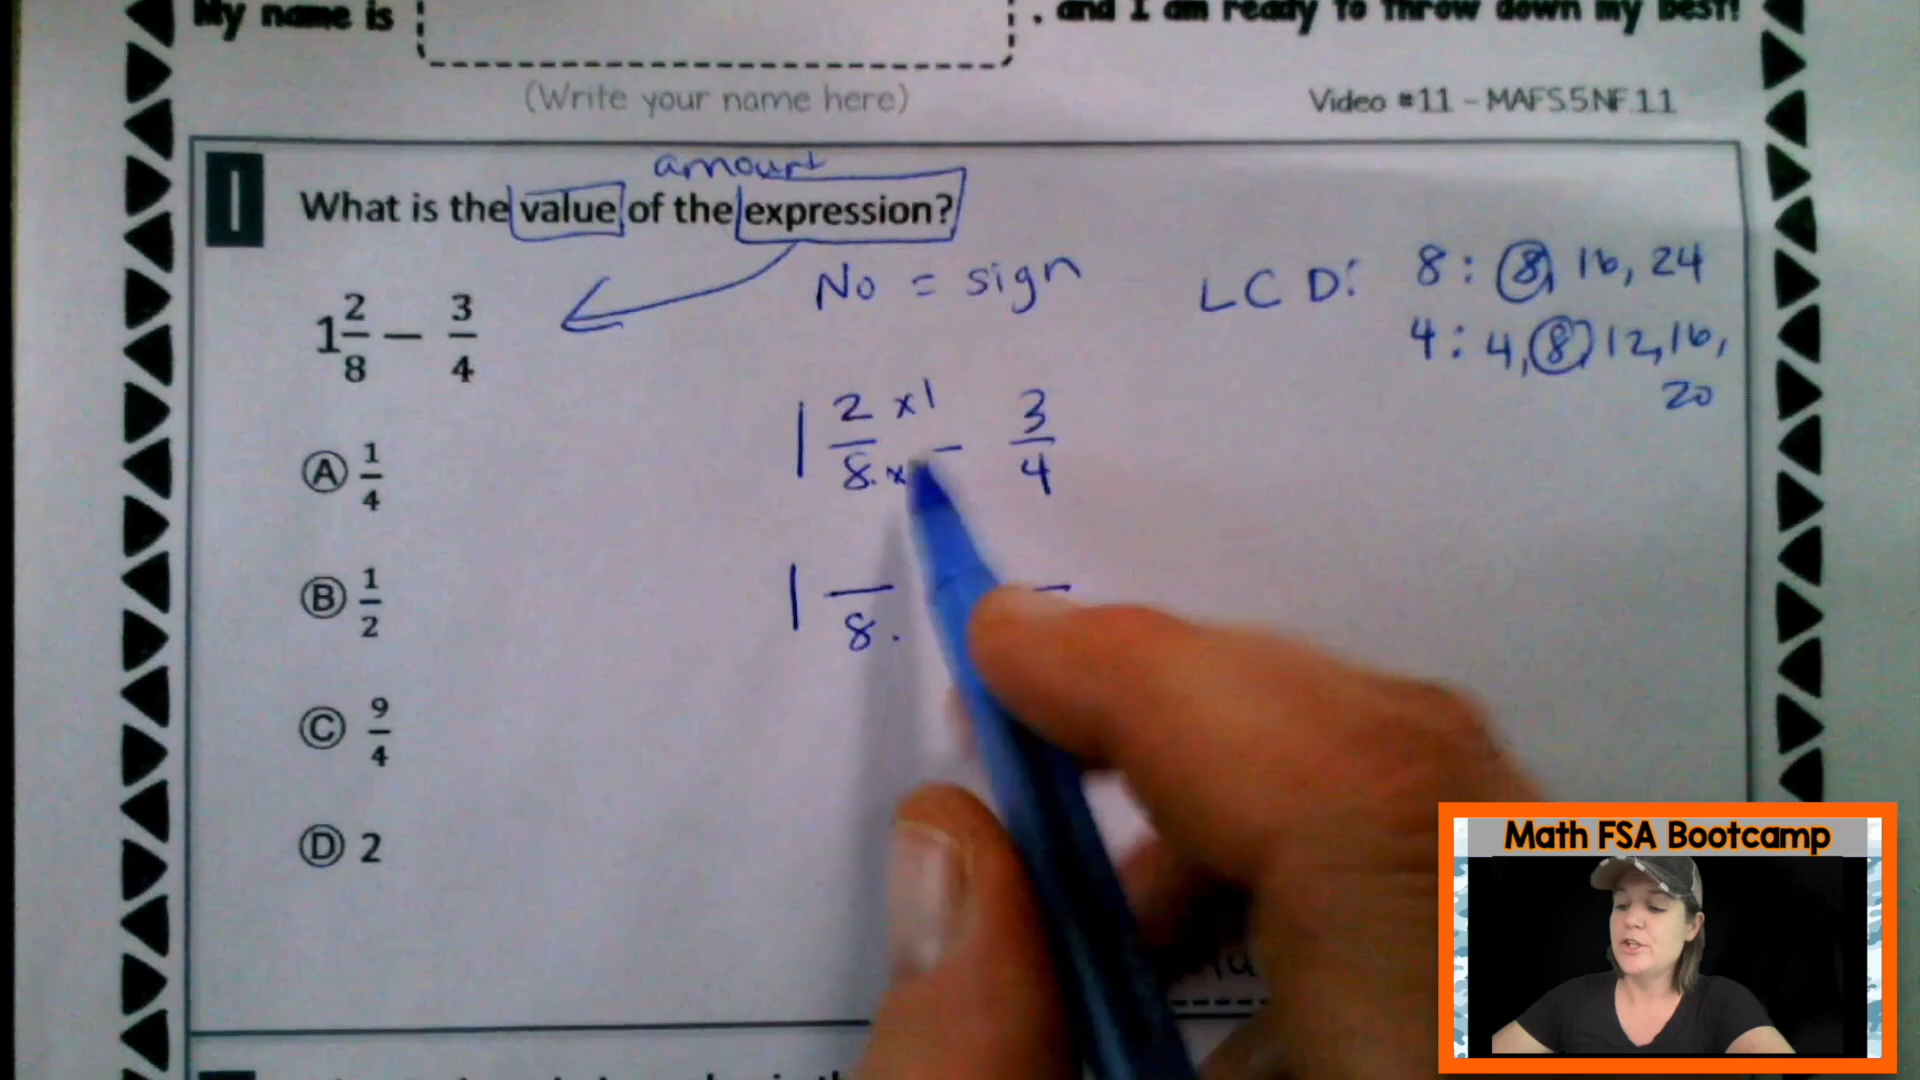 My name is , and I am ready to throw down my best!
(Write your name here)
Video #11 - MAFS.5.NF.1.1
amount
1 What is the value of the expression?
No = sign
LCD: 8: 8, 16, 24
4: 4, 8, 12, 16,
20
1 2/8 − 3/4
1 2/8 x1 x − 3/4
Ⓐ 1/4
Ⓑ 1/2
1 /8
Ⓒ 9/4
Ⓓ 2
Math FSA Bootcamp